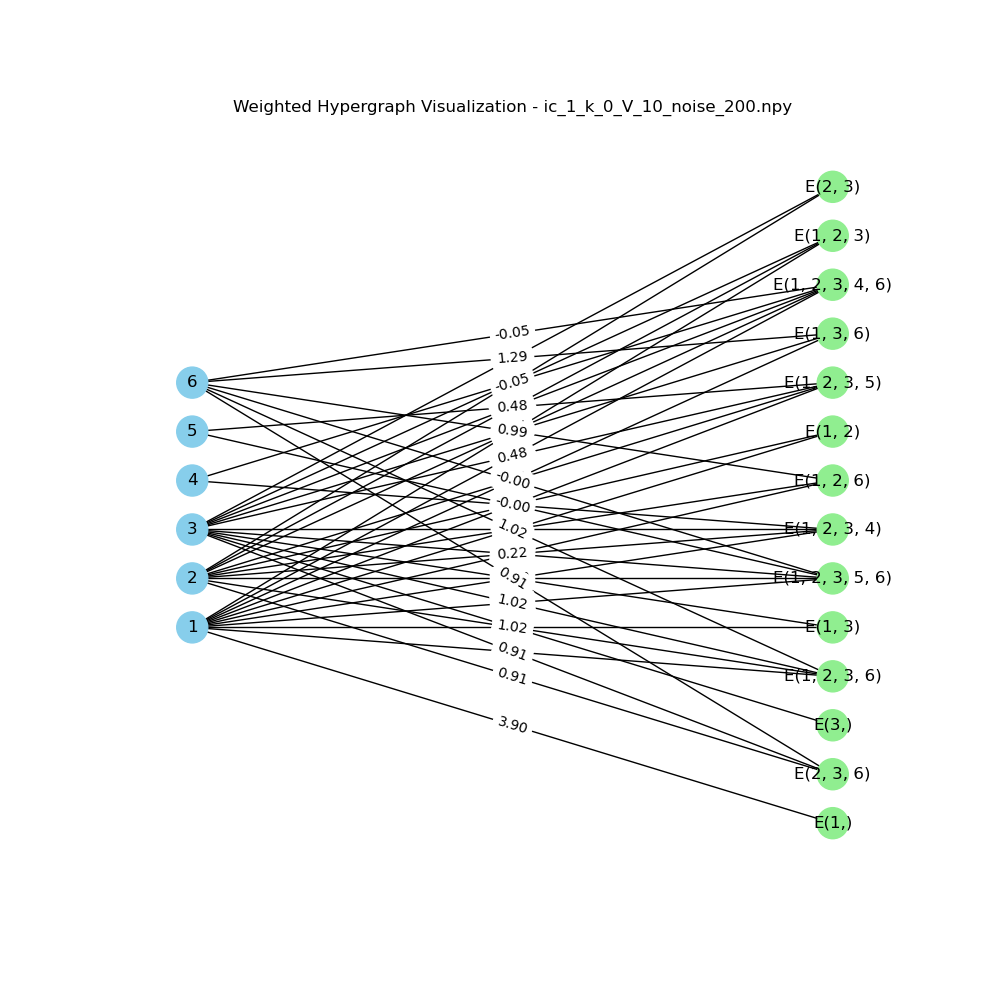 Weighted Hypergraph Visualization - ic_1_k_0_V_10_noise_200.npy
E(2, 3)
E(1, 2, 3)
E(1, 2, 3, 4, 6)
-0.05
E(1, 3, 6)
1.29
6
-0.05
E(1, 2, 3, 5)
0.48
5
0.99
E(1, 2)
0.48
4
-0.00
E(1, 2, 6)
-0.00
3
1.02
E(1, 2, 3, 4)
0.22
2
0.91
E(1, 2, 3, 5, 6)
1.02
1
1.02
E(1, 3)
0.91
0.91
E(1, 2, 3, 6)
3.90
E(3,)
E(2, 3, 6)
E(1,)